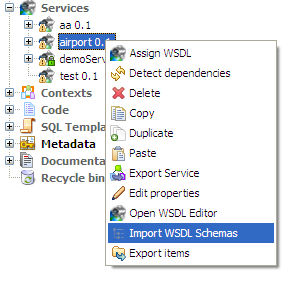 Services
aa 0.1
airport 0.
demoServ
test 0.1
Contexts
Code
SQL Templa
Metadata
Documenta
Recycle bin
Assign WSDL
Detect dependencies
Delete
Copy
Duplicate
Paste
Export Service
Edit properties
Open WSDL Editor
Import WSDL Schemas
Export items